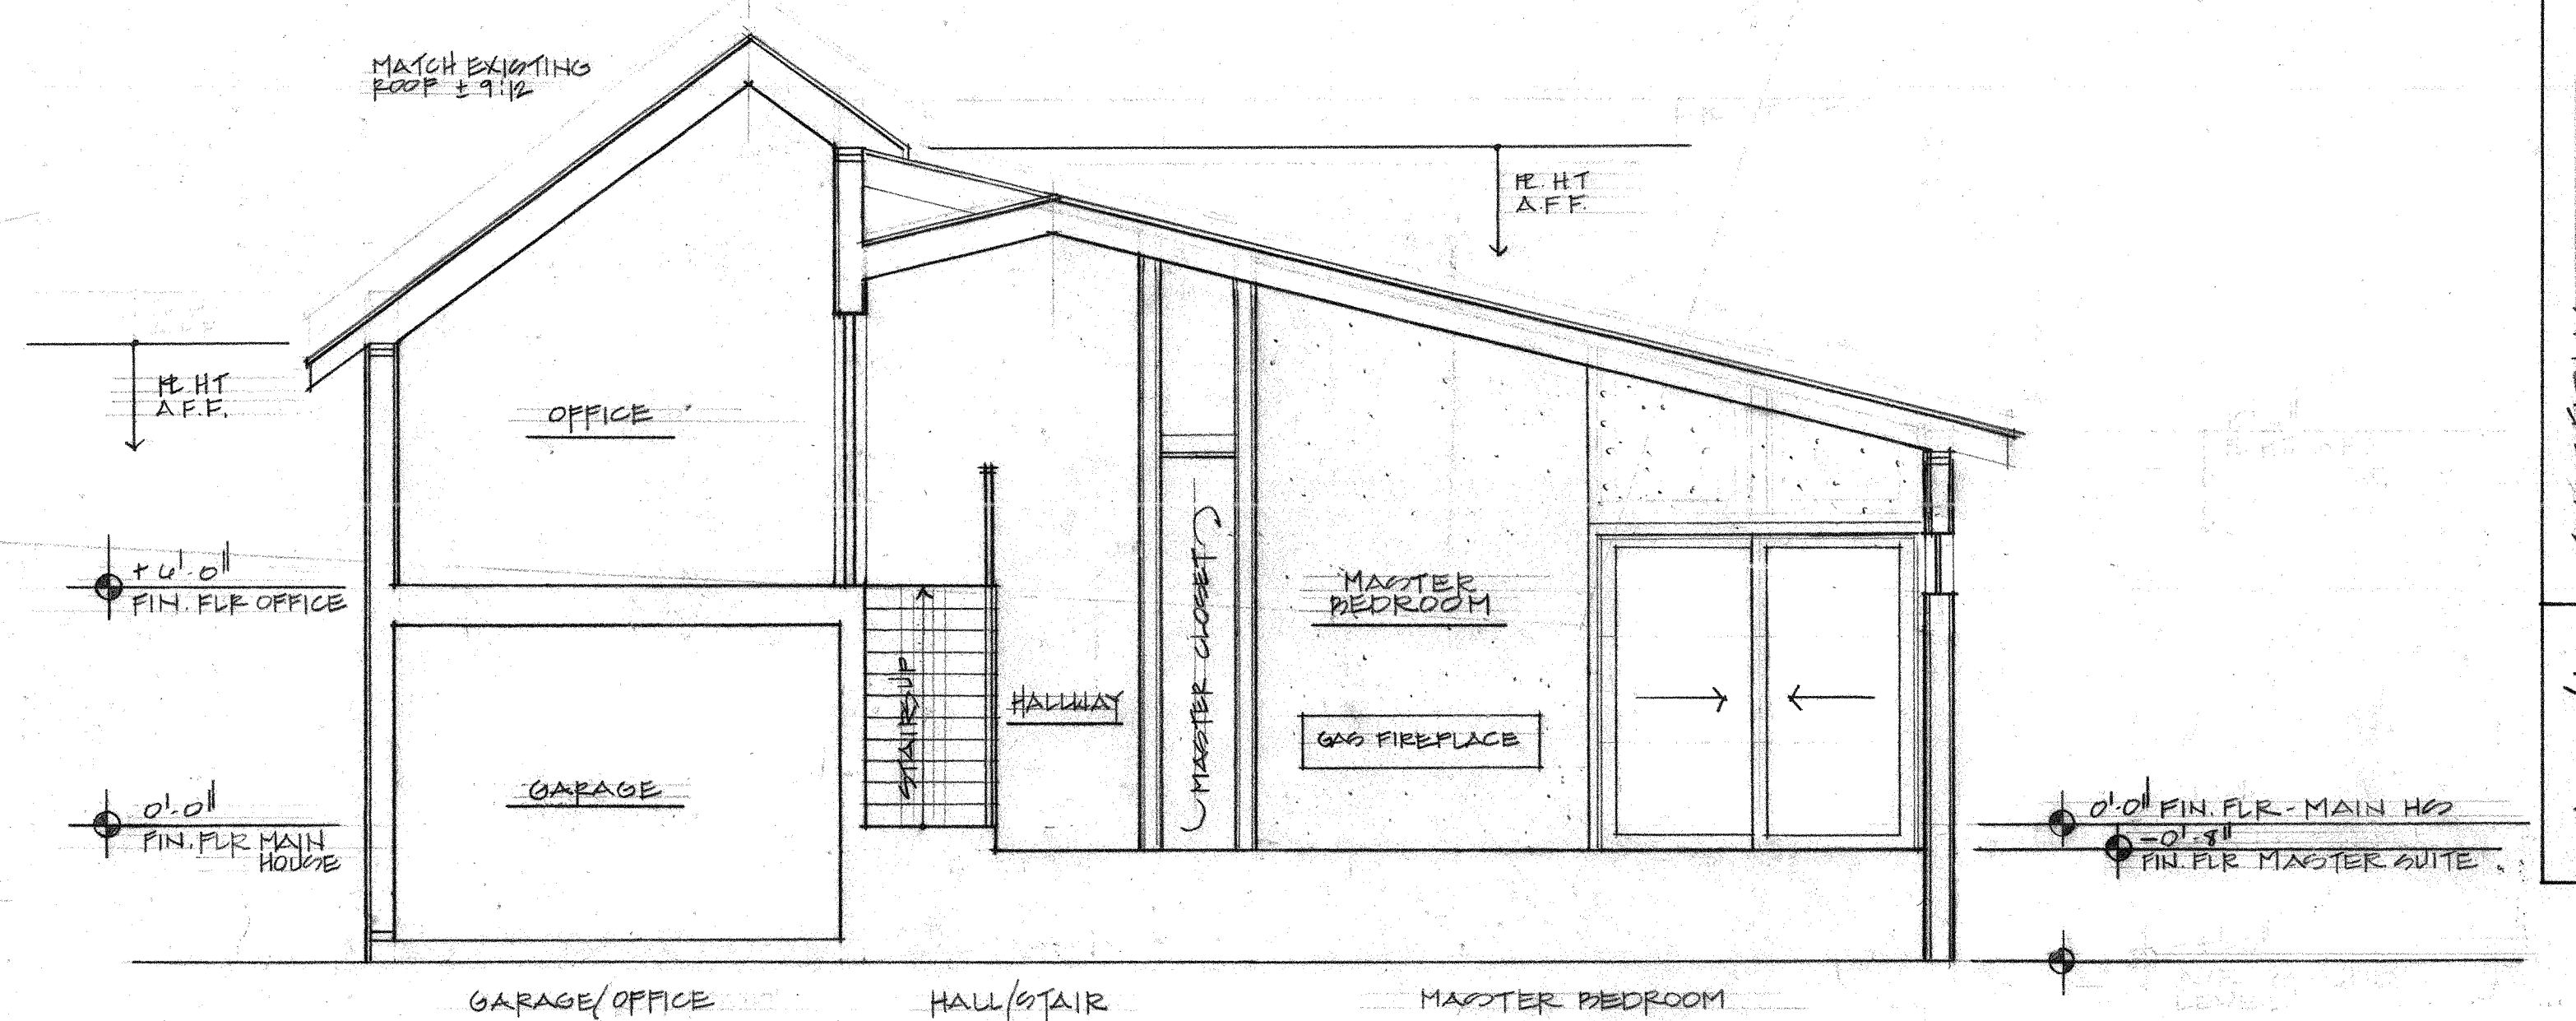 MATCH EXISTING
ROOF ± 9:12
PL. HT
A.F.F.
PL. HT
A.F.F.
OFFICE
+6'-0"
FIN. FLR OFFICE
MASTER CLOSET
MASTER
BEDROOM
STAIRS UP
HALLWAY
GAS FIREPLACE
GARAGE
0'-0"
FIN. FLR MAIN
HOUSE
0'-0" FIN. FLR - MAIN HS
-0'-8"
FIN. FLR MASTER SUITE
GARAGE/OFFICE
HALL/STAIR
MASTER BEDROOM